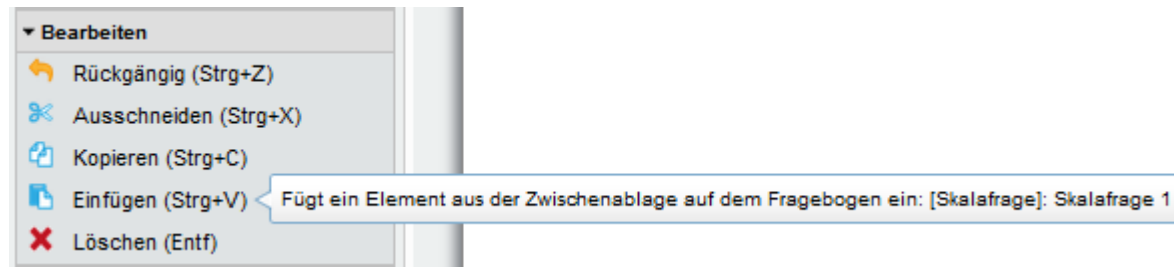 Bearbeiten
Rückgängig (Strg+Z)
Ausschneiden (Strg+X)
Kopieren (Strg+C)
Einfügen (Strg+V)
Fügt ein Element aus der Zwischenablage auf dem Fragebogen ein: [Skalafrage]: Skalafrage 1
Löschen (Entf)